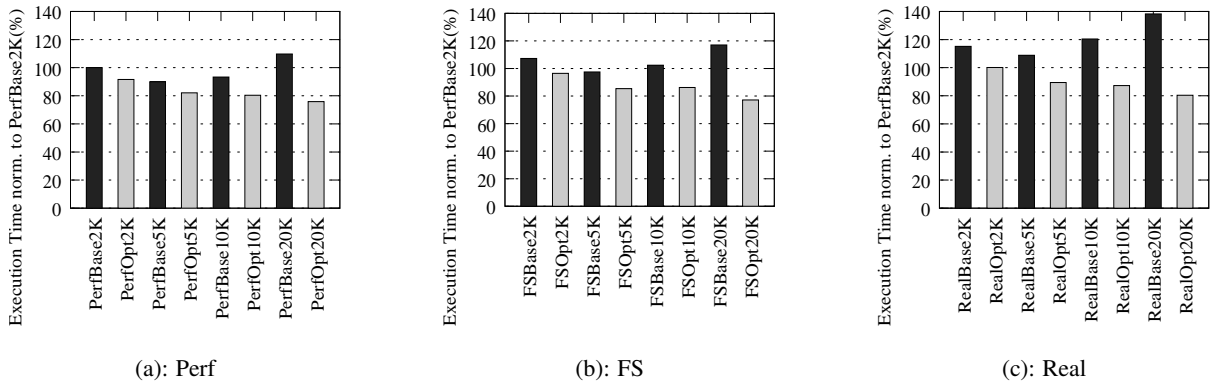 Execution Time norm. to PerfBase2K(%)
140
120
100
80
60
40
20
0
PerfBase2K
PerfOpt2K
PerfBase5K
PerfOpt5K
PerfBase10K
PerfOpt10K
PerfBase20K
PerfOpt20K
(a): Perf
Execution Time norm. to PerfBase2K(%)
140
120
100
80
60
40
20
0
FSBase2K
FSOpt2K
FSBase5K
FSOpt5K
FSBase10K
FSOpt10K
FSBase20K
FSOpt20K
(b): FS
Execution Time norm. to PerfBase2K(%)
140
120
100
80
60
40
20
0
RealBase2K
RealOpt2K
RealBase5K
RealOpt5K
RealBase10K
RealOpt10K
RealBase20K
RealOpt20K
(c): Real